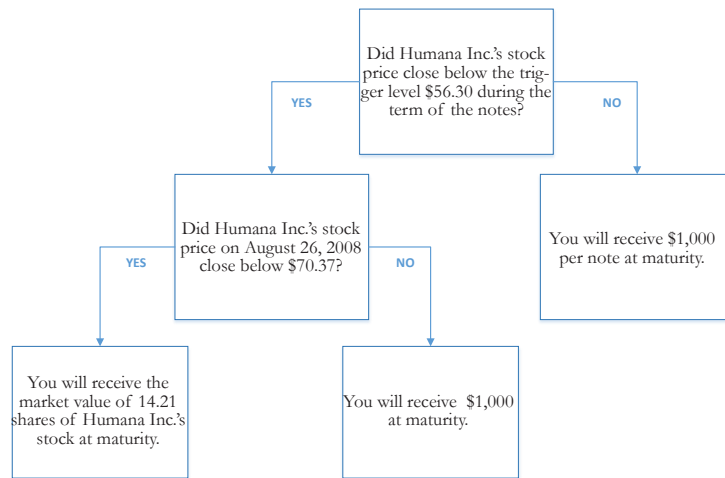 Did Humana Inc.'s stock
price close below the trig-
ger level $56.30 during the
term of the notes?
YES
NO
Did Humana Inc.'s stock
price on August 26, 2008
close below $70.37?
You will receive $1,000
per note at maturity.
YES
NO
You will receive the
market value of 14.21
shares of Humana Inc.'s
stock at maturity.
You will receive $1,000
at maturity.